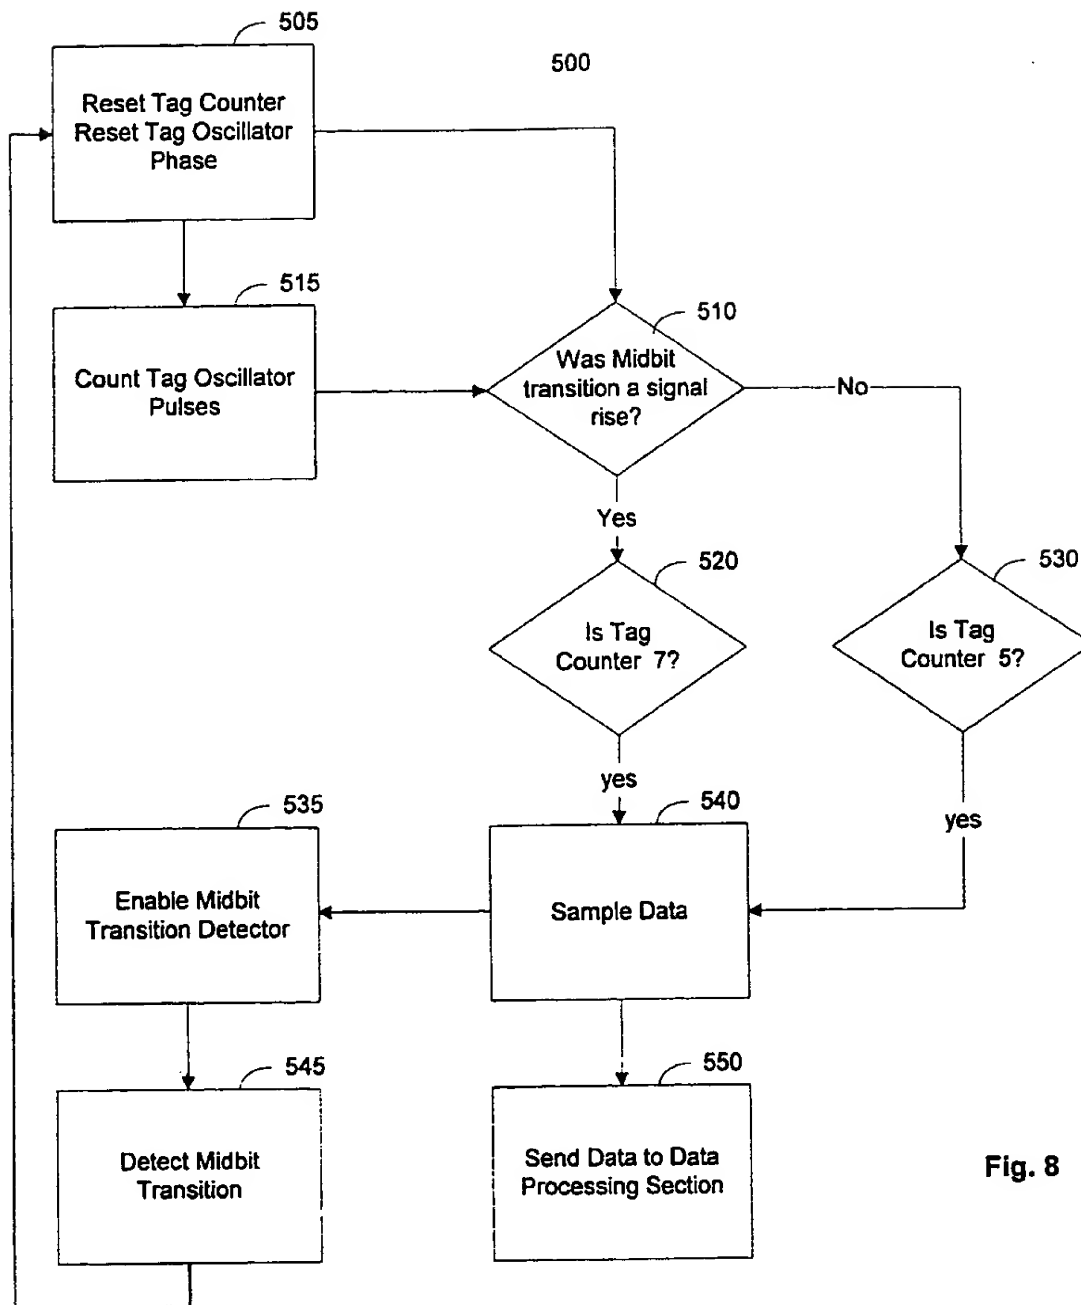 505
500
Reset Tag Counter
Reset Tag Oscillator
Phase
515
510
Count Tag Oscillator
Pulses
Was Midbit
transition a signal
rise?
No
Yes
520
530
Is Tag
Counter 7?
Is Tag
Counter 5?
yes
yes
535
540
Enable Midbit
Transition Detector
Sample Data
545
550
Detect Midbit
Transition
Send Data to Data
Processing Section
Fig. 8